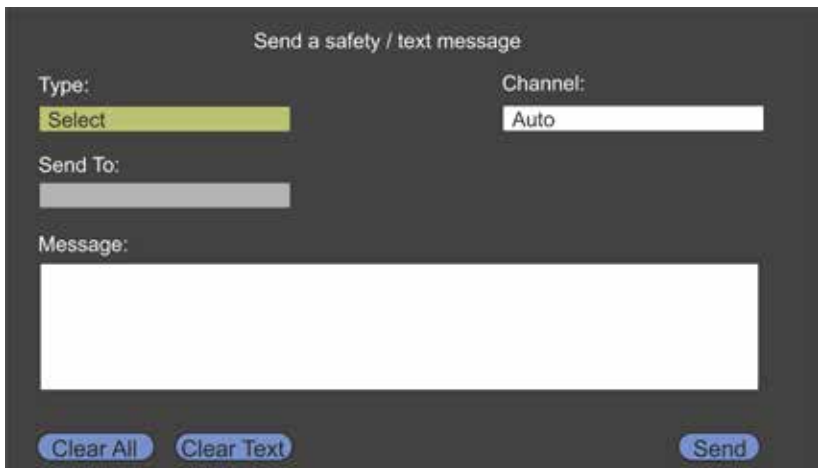 Send a safety / text message
Type:
Channel:
Select
Auto
Send To:
Message:
Clear All
Clear Text
Send